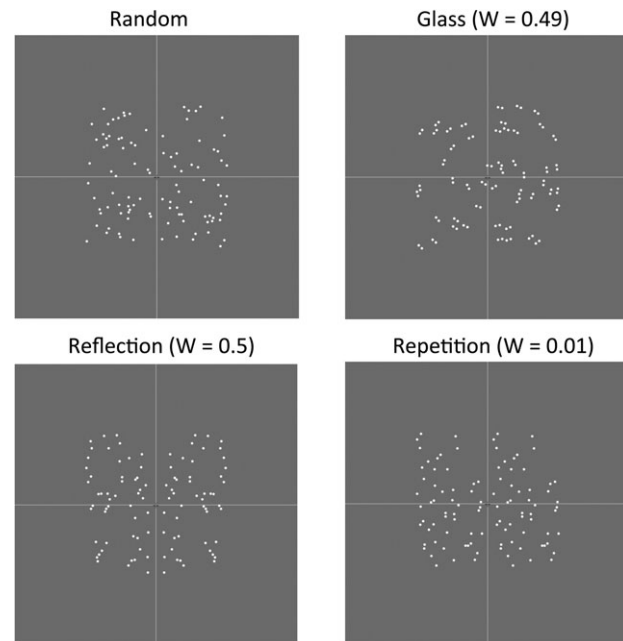 Random
Glass (W = 0.49)
Reflection (W = 0.5)
Repetition (W = 0.01)